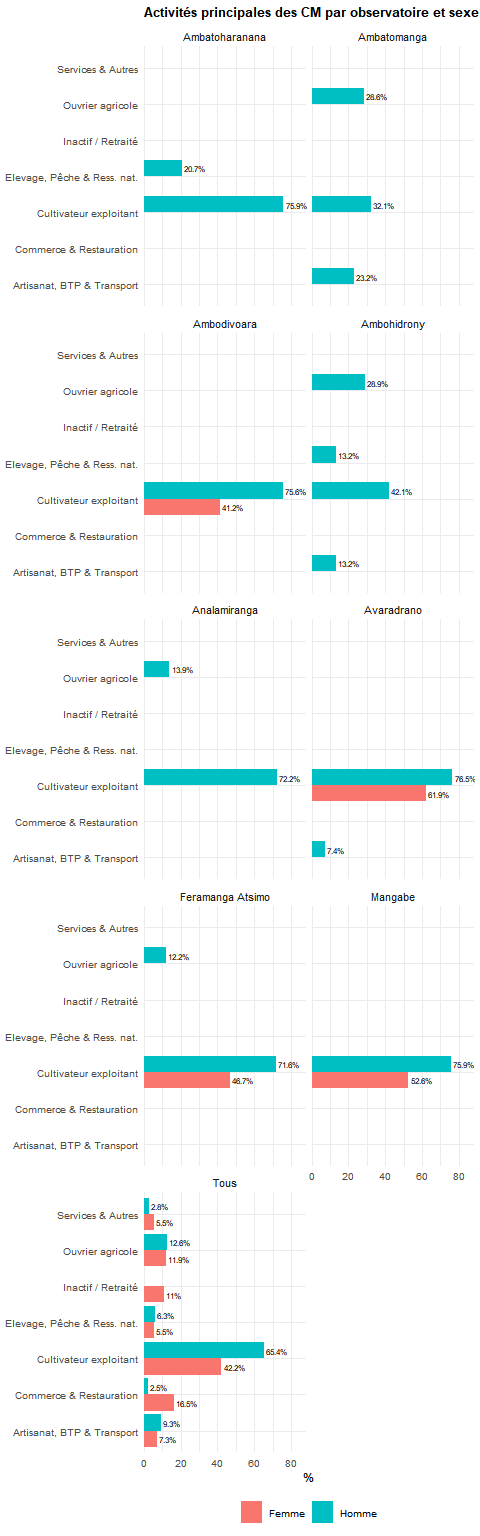 Activités principales des CM par observatoire et sexe
Ambatoharanana
Ambatomanga
Services & Autres
Ouvrier agricole
28.6%
Inactif / Retraité
Elevage, Pêche & Ress. nat.
20.7%
Cultivateur exploitant
75.9%
32.1%
Commerce & Restauration
Artisanat, BTP & Transport
23.2%
Ambodivoara
Ambohidrony
Services & Autres
Ouvrier agricole
28.9%
Inactif / Retraité
Elevage, Pêche & Ress. nat.
13.2%
Cultivateur exploitant
75.6%
42.1%
41.2%
Commerce & Restauration
Artisanat, BTP & Transport
13.2%
Analamiranga
Avaradrano
Services & Autres
Ouvrier agricole
13.9%
Inactif / Retraité
Elevage, Pêche & Ress. nat.
Cultivateur exploitant
72.2%
76.5%
61.9%
Commerce & Restauration
Artisanat, BTP & Transport
7.4%
Feramanga Atsimo
Mangabe
Services & Autres
Ouvrier agricole
12.2%
Inactif / Retraité
Elevage, Pêche & Ress. nat.
Cultivateur exploitant
71.6%
75.9%
46.7%
52.6%
Commerce & Restauration
Artisanat, BTP & Transport
0 20 40 60 80
Tous
Services & Autres
2.8%
5.5%
Ouvrier agricole
12.6%
11.9%
Inactif / Retraité
11%
Elevage, Pêche & Ress. nat.
6.3%
5.5%
Cultivateur exploitant
65.4%
42.2%
Commerce & Restauration
2.5%
16.5%
Artisanat, BTP & Transport
9.3%
7.3%
0 20 40 60 80
%
Femme Homme